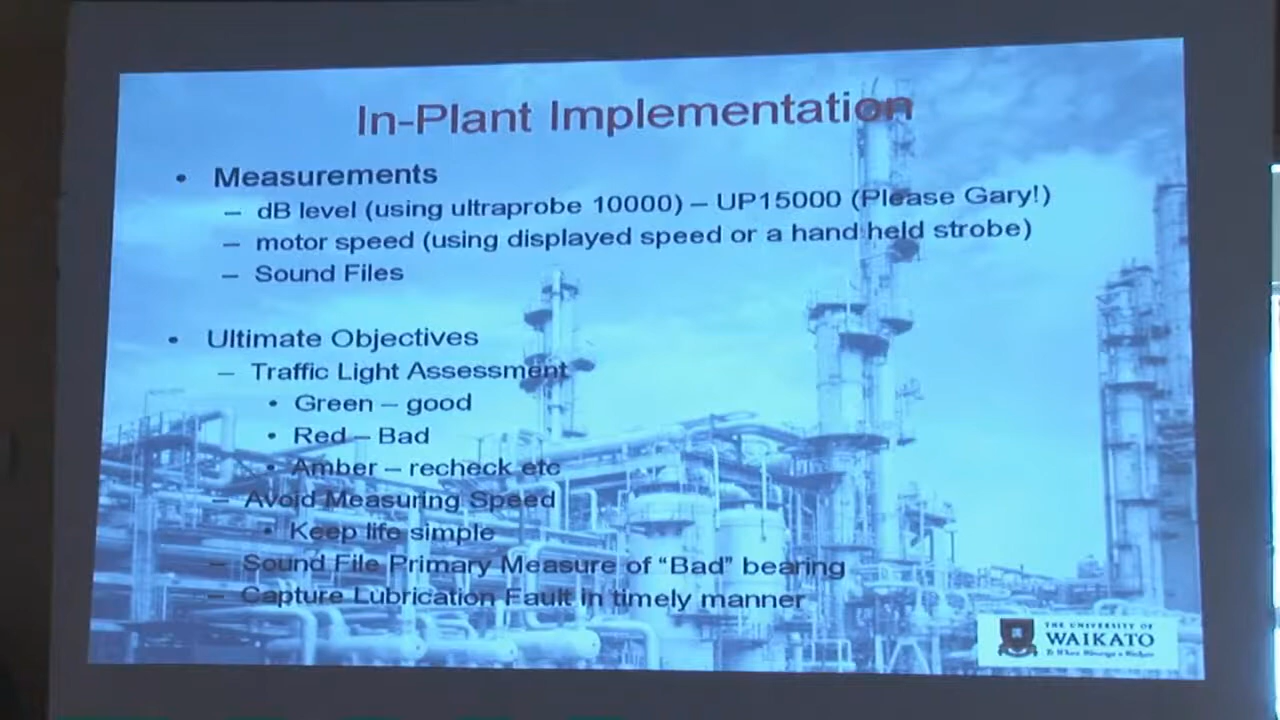 In-Plant Implementation
• Measurements
– dB level (using ultraprobe 10000) – UP15000 (Please Gary!)
– motor speed (using displayed speed or a hand held strobe)
– Sound Files
• Ultimate Objectives
– Traffic Light Assessment
• Green – good
• Red – Bad
• Amber – recheck etc
– Avoid Measuring Speed
• Keep life simple
– Sound File Primary Measure of “Bad” bearing
– Capture Lubrication Fault in timely manner
THE UNIVERSITY OF
WAIKATO